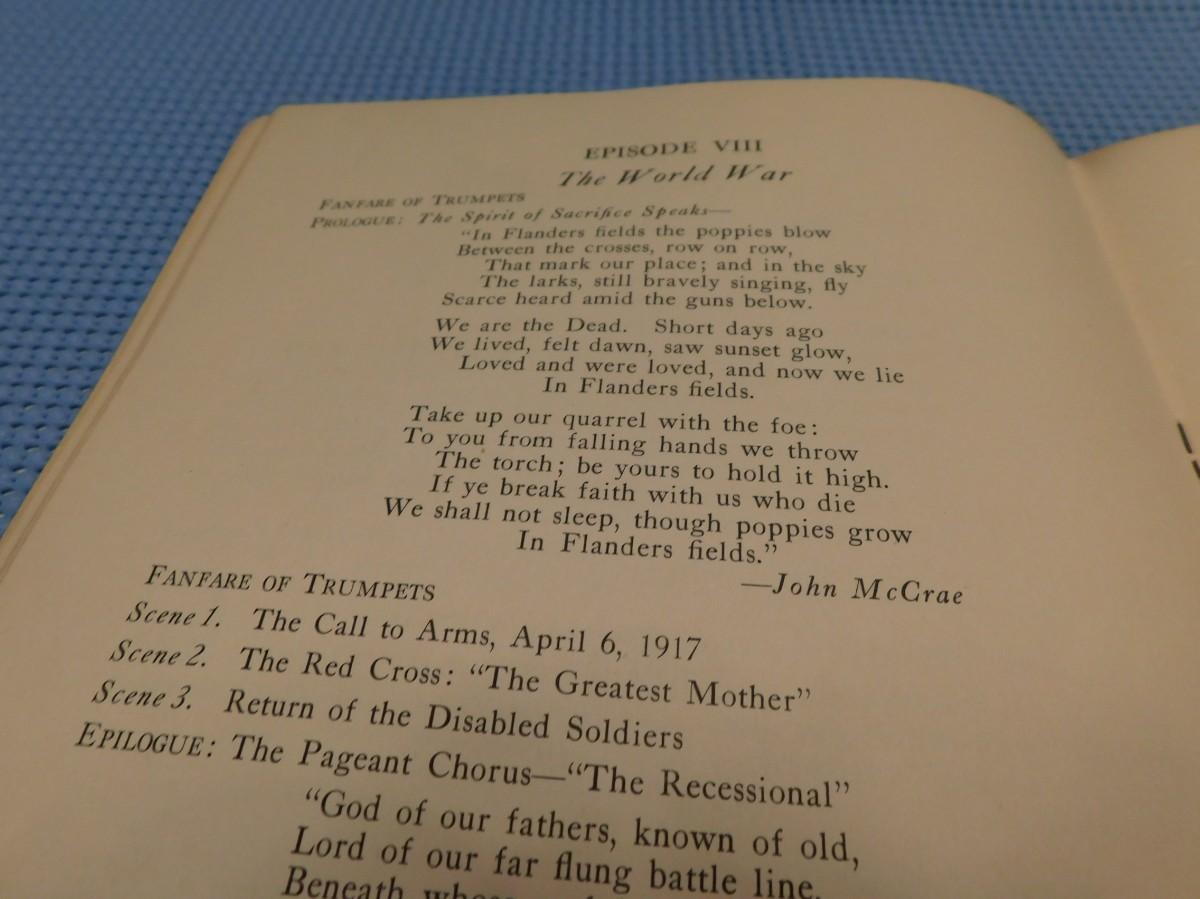 EPISODE VIII
The World War
FANFARE OF TRUMPETS
PROLOGUE: The Spirit of Sacrifice Speaks—
"In Flanders fields the poppies blow
Between the crosses, row on row,
That mark our place; and in the sky
The larks, still bravely singing, fly
Scarce heard amid the guns below.
We are the Dead. Short days ago
We lived, felt dawn, saw sunset glow,
Loved and were loved, and now we lie
In Flanders fields.
Take up our quarrel with the foe:
To you from falling hands we throw
The torch; be yours to hold it high.
If ye break faith with us who die
We shall not sleep, though poppies grow
In Flanders fields."
—John McCrae
FANFARE OF TRUMPETS
Scene 1. The Call to Arms, April 6, 1917
Scene 2. The Red Cross: "The Greatest Mother"
Scene 3. Return of the Disabled Soldiers
EPILOGUE: The Pageant Chorus—"The Recessional"
"God of our fathers, known of old,
Lord of our far flung battle line,
Beneath